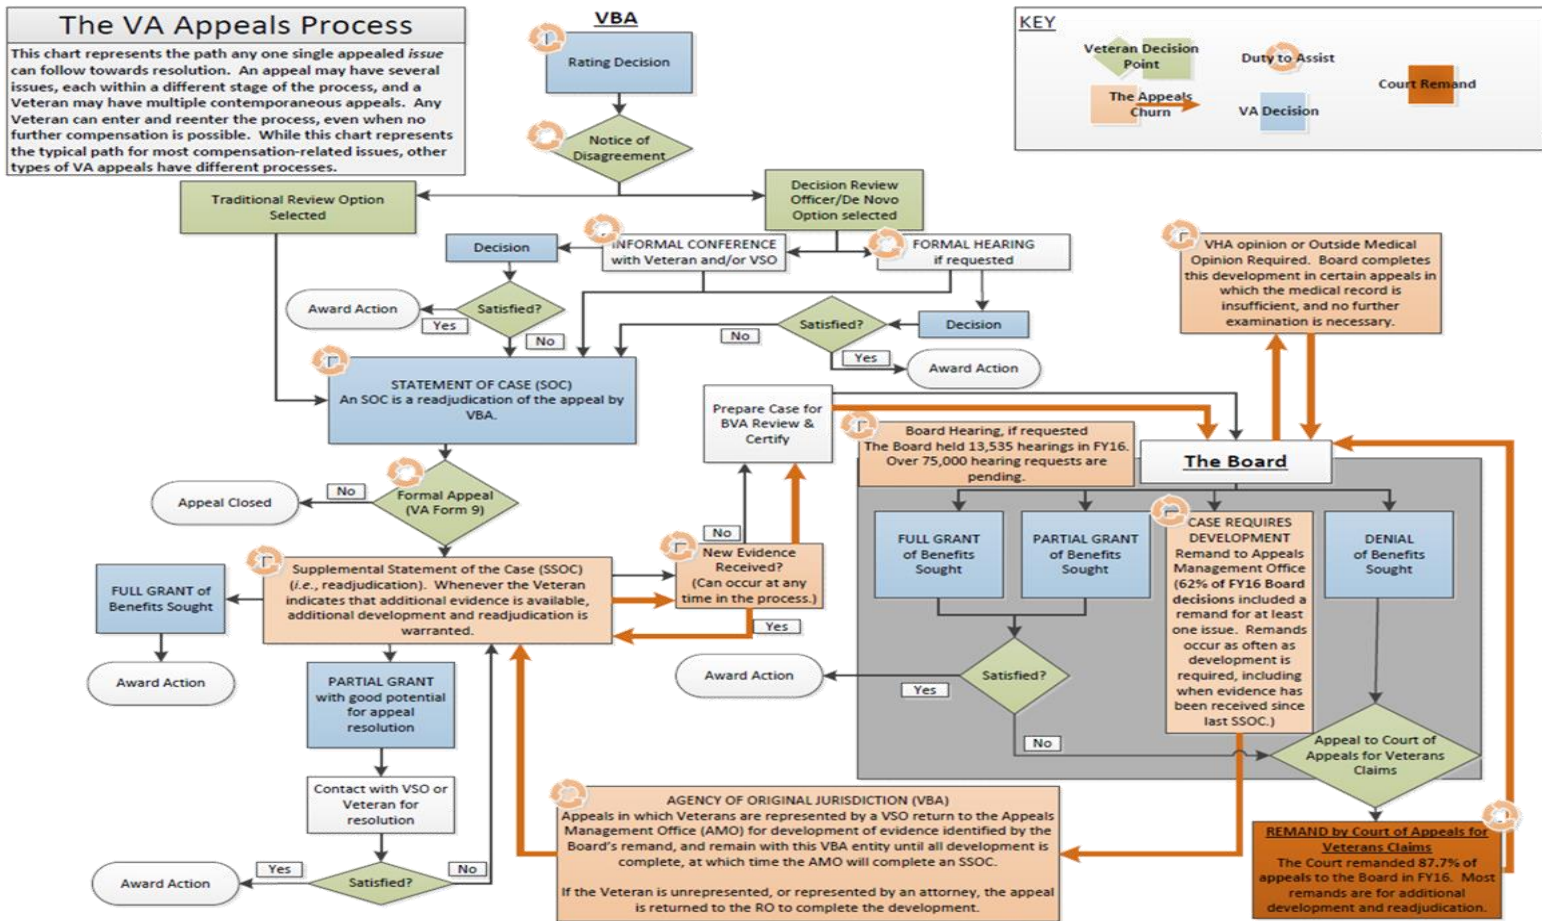 The VA Appeals Process
This chart represents the path any one single appealed issue
can follow towards resolution. An appeal may have several
issues, each within a different stage of the process, and a
Veteran may have multiple contemporaneous appeals. Any
Veteran can enter and reenter the process, even when no
further compensation is possible. While this chart represents
the typical path for most compensation-related issues, other
types of VA appeals have different processes.
VBA
Rating Decision
Notice of
Disagreement
KEY
Veteran Decision
Point
Duty to Assist
Court Remand
The Appeals
Churn
VA Decision
Traditional Review Option
Selected
Decision Review
Officer/De Novo
Option selected
Decision
INFORMAL CONFERENCE
with Veteran and/or VSO
FORMAL HEARING
if requested
VHA opinion or Outside Medical
Opinion Required. Board completes
this development in certain appeals in
which the medical record is
insufficient, and no further
examination is necessary.
Award Action
Yes
Satisfied?
No
No
Satisfied?
Decision
Yes
Award Action
STATEMENT OF CASE (SOC)
An SOC is a readjudication of the appeal by
VBA.
Prepare Case for
BVA Review &
Certify
Board Hearing, if requested
The Board held 13,535 hearings in FY16.
Over 75,000 hearing requests are
pending.
The Board
Appeal Closed
No
Formal Appeal
(VA Form 9)
No
FULL GRANT
of Benefits
Sought
PARTIAL GRANT
of Benefits
Sought
CASE REQUIRES
DEVELOPMENT
Remand to Appeals
Management Office
(62% of FY16 Board
decisions included a
remand for at least
one issue. Remands
occur as often as
development is
required, including
when evidence has
been received since
last SSOC.)
DENIAL
of Benefits
Sought
FULL GRANT of
Benefits Sought
Supplemental Statement of the Case (SSOC)
(i.e., readjudication). Whenever the Veteran
indicates that additional evidence is available,
additional development and readjudication is
warranted.
New Evidence
Received?
(Can occur at any
time in the process.)
Yes
Award Action
PARTIAL GRANT
with good potential
for appeal
resolution
Award Action
Yes
Satisfied?
No
Appeal to Court of
Appeals for Veterans
Claims
Contact with VSO or
Veteran for
resolution
AGENCY OF ORIGINAL JURISDICTION (VBA)
Appeals in which Veterans are represented by a VSO return to the Appeals
Management Office (AMO) for development of evidence identified by the
Board's remand, and remain with this VBA entity until all development is
complete, at which time the AMO will complete an SSOC.
If the Veteran is unrepresented, or represented by an attorney, the appeal
is returned to the RO to complete the development.
REMAND by Court of Appeals for
Veterans Claims
The Court remanded 87.7% of
appeals to the Board in FY16. Most
remands are for additional
development and readjudication.
Award Action
Yes
Satisfied?
No